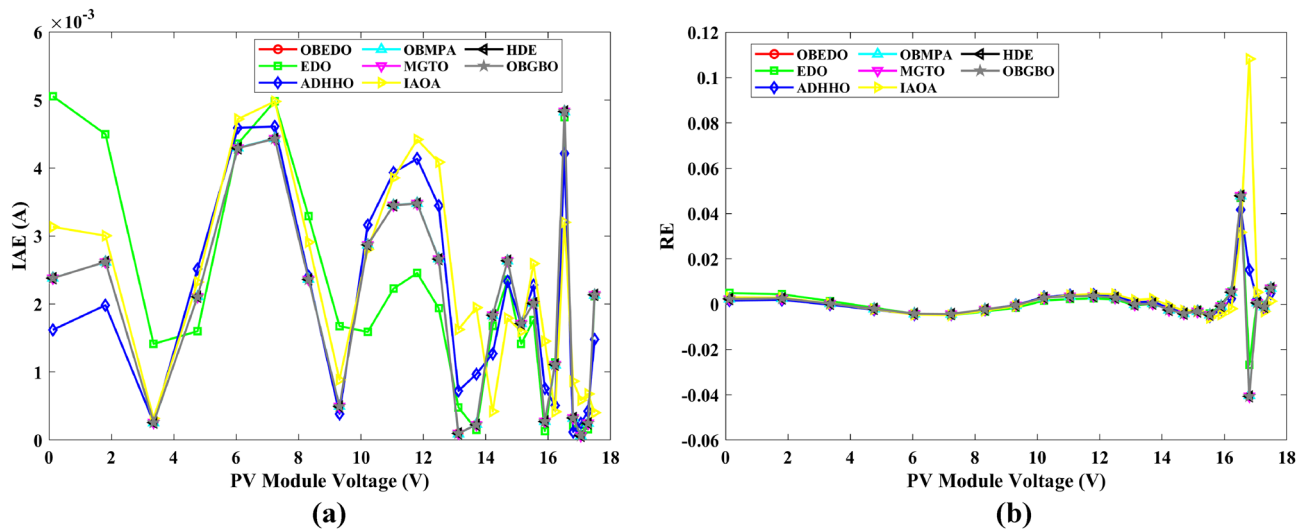 ×10⁻³
6
5
4
3
2
1
0
IAE (A)
OBEDO OBMPA HDE
EDO MGTO OBGBO
ADHHO IAOA
0 2 4 6 8 10 12 14 16 18
PV Module Voltage (V)
(a)
0.12
0.1
0.08
0.06
0.04
0.02
0
-0.02
-0.04
-0.06
RE
OBEDO OBMPA HDE
EDO MGTO OBGBO
ADHHO IAOA
0 2 4 6 8 10 12 14 16 18
PV Module Voltage (V)
(b)